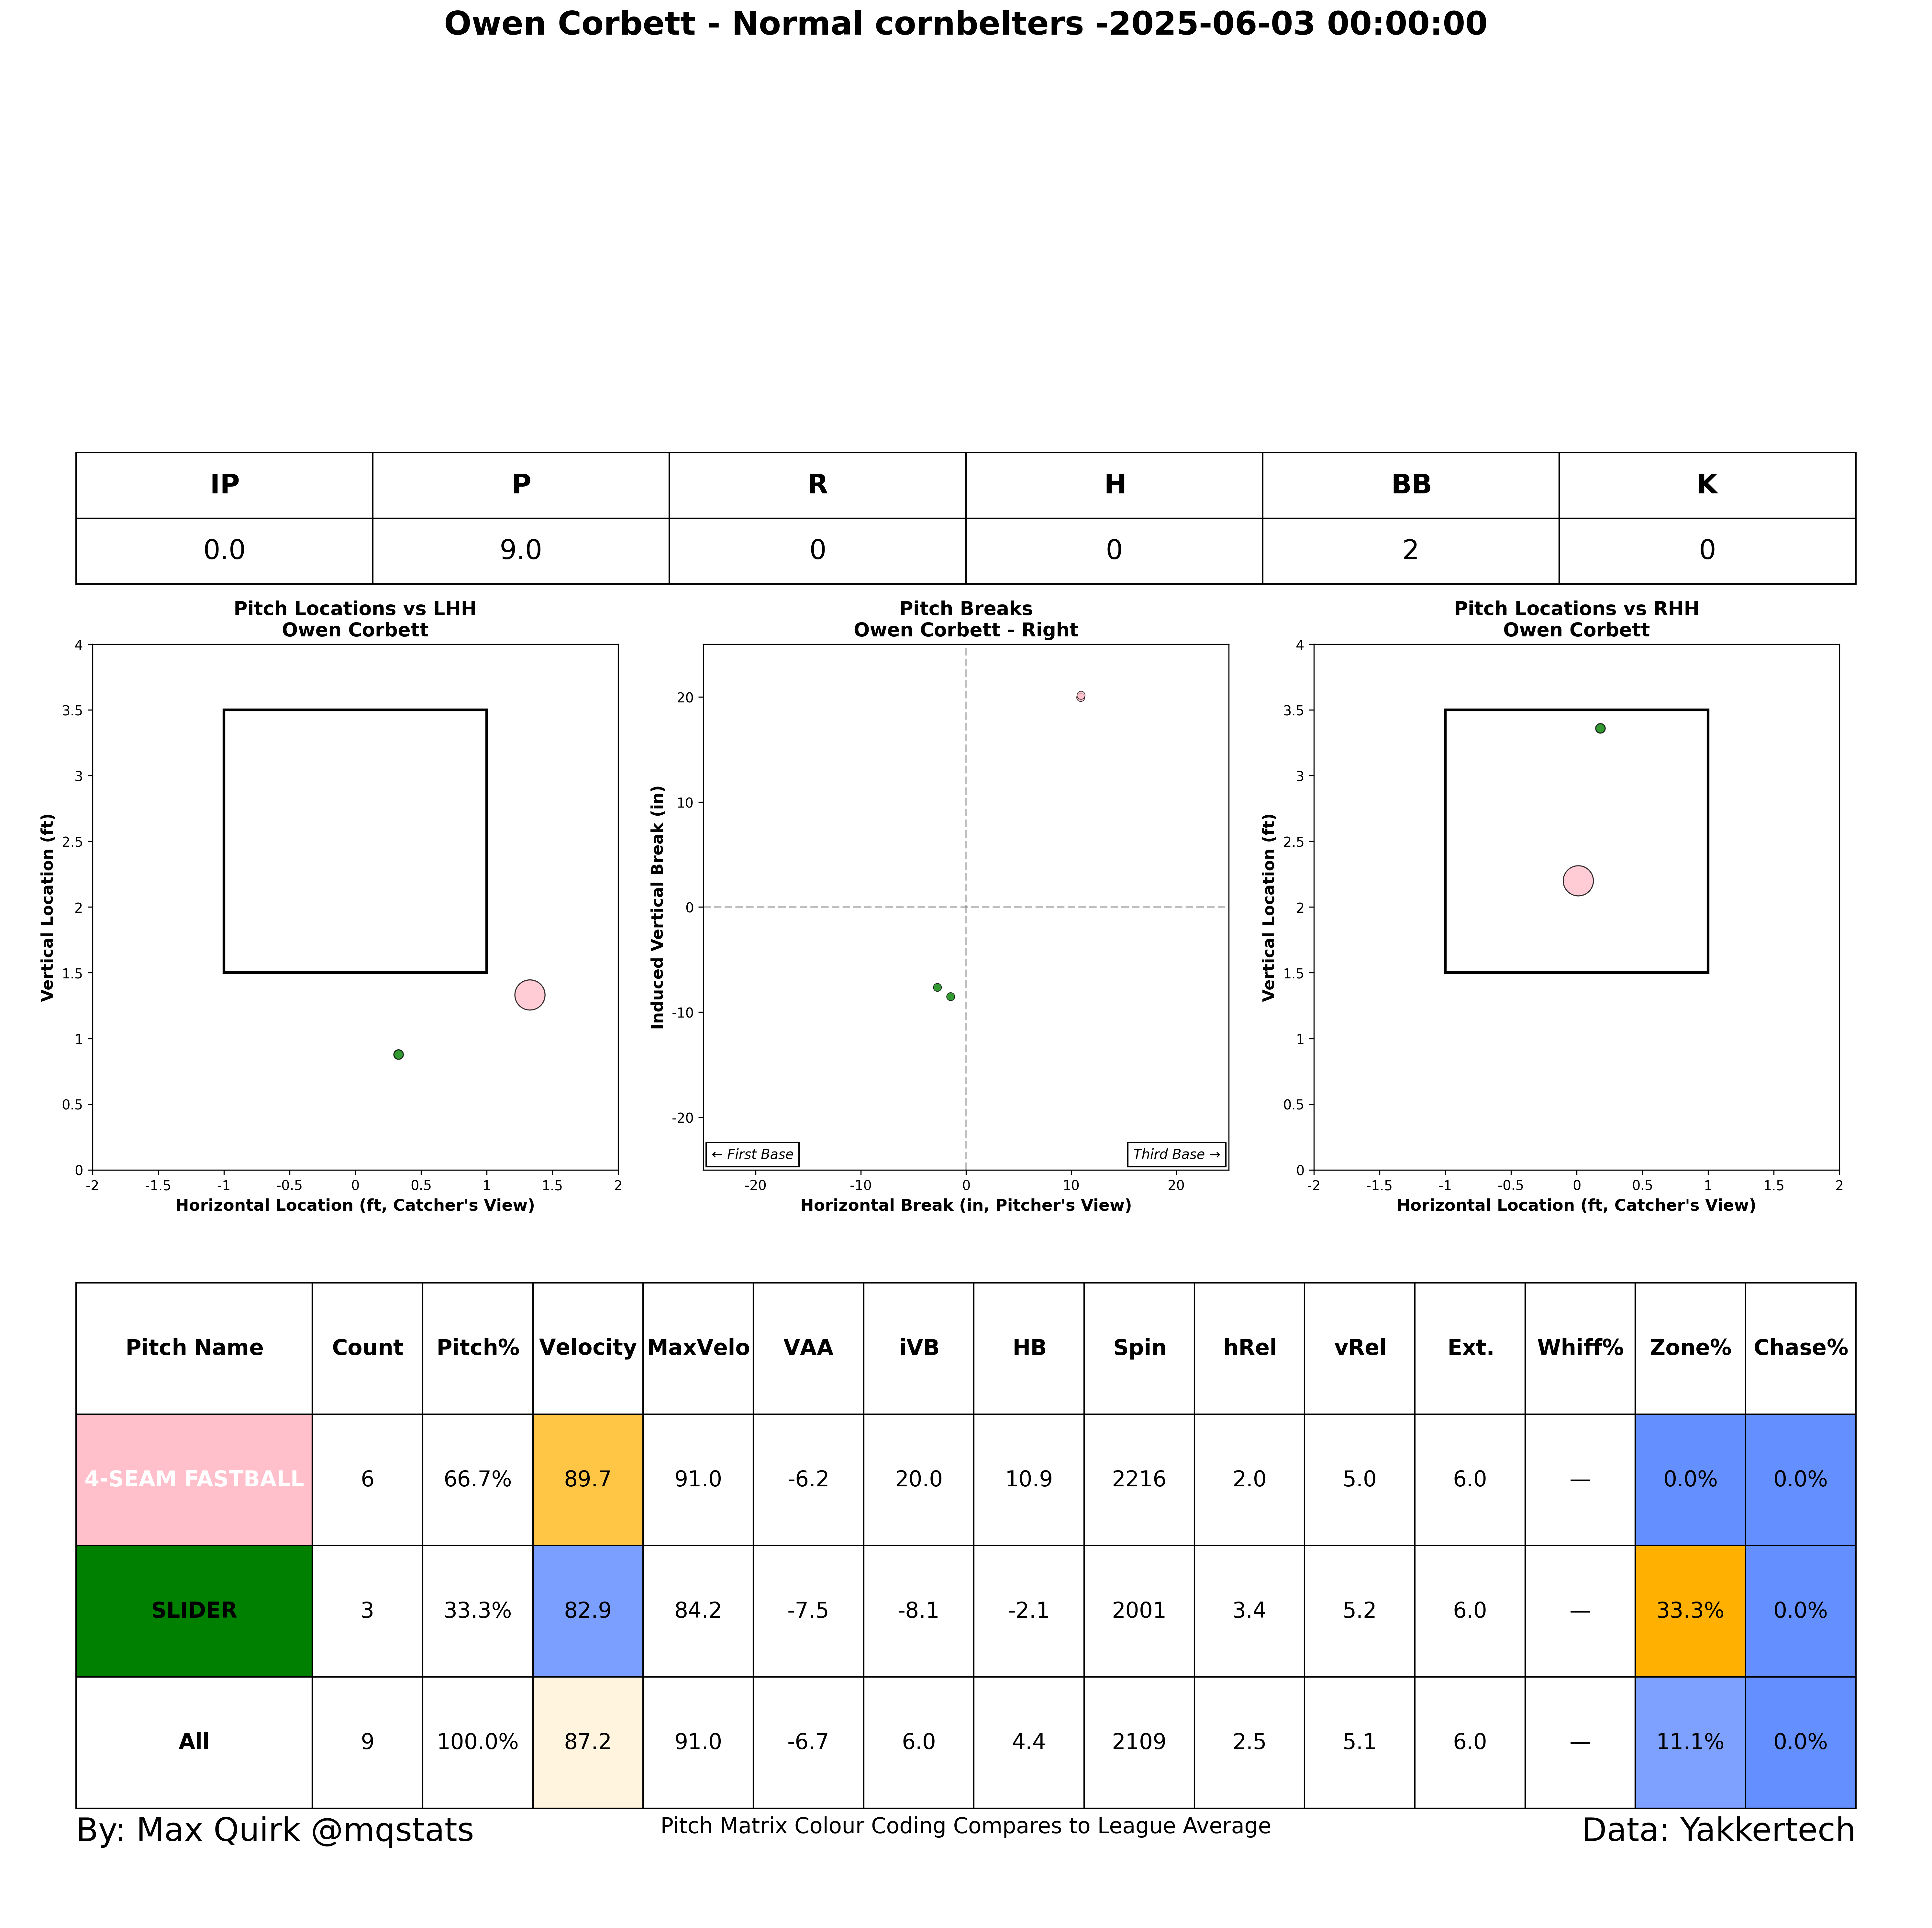 Owen Corbett - Normal cornbelters -2025-06-03 00:00:00
IP P R H BB K
0.0 9.0 0 0 2 0
Pitch Locations vs LHH
Owen Corbett
4
3.5
3
2.5
2
1.5
1
0.5
0
-2 -1.5 -1 -0.5 0 0.5 1 1.5 2
Vertical Location (ft)
Horizontal Location (ft, Catcher's View)
Pitch Breaks
Owen Corbett - Right
20
10
0
-10
-20
-20 -10 0 10 20
Induced Vertical Break (in)
← First Base
Third Base →
Horizontal Break (in, Pitcher's View)
Pitch Locations vs RHH
Owen Corbett
4
3.5
3
2.5
2
1.5
1
0.5
0
-2 -1.5 -1 -0.5 0 0.5 1 1.5 2
Vertical Location (ft)
Horizontal Location (ft, Catcher's View)
Pitch Name Count Pitch% Velocity MaxVelo VAA iVB HB Spin hRel vRel Ext. Whiff% Zone% Chase%
4-SEAM FASTBALL 6 66.7% 89.7 91.0 -6.2 20.0 10.9 2216 2.0 5.0 6.0 — 0.0% 0.0%
SLIDER 3 33.3% 82.9 84.2 -7.5 -8.1 -2.1 2001 3.4 5.2 6.0 — 33.3% 0.0%
All 9 100.0% 87.2 91.0 -6.7 6.0 4.4 2109 2.5 5.1 6.0 — 11.1% 0.0%
By: Max Quirk @mqstats
Pitch Matrix Colour Coding Compares to League Average
Data: Yakkertech